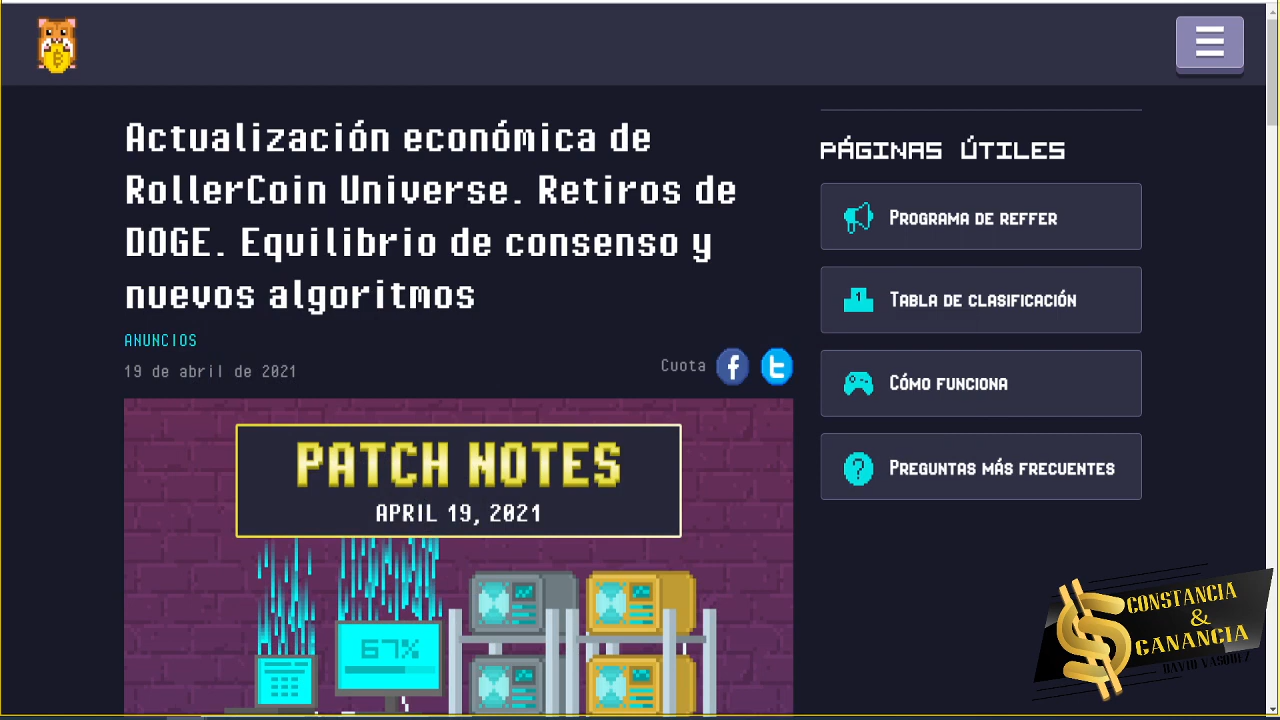 Actualización económica de
RollerCoin Universe. Retiros de
DOGE. Equilibrio de consenso y
nuevos algoritmos
ANUNCIOS
19 de abril de 2021
Cuota
PATCH NOTES
APRIL 19, 2021
67%
PÁGINAS ÚTILES
PROGRAMA DE REFFER
TABLA DE CLASIFICACIÓN
CÓMO FUNCIONA
PREGUNTAS MÁS FRECUENTES
CONSTANCIA
&
GANANCIA
DAVID VASQUEZ